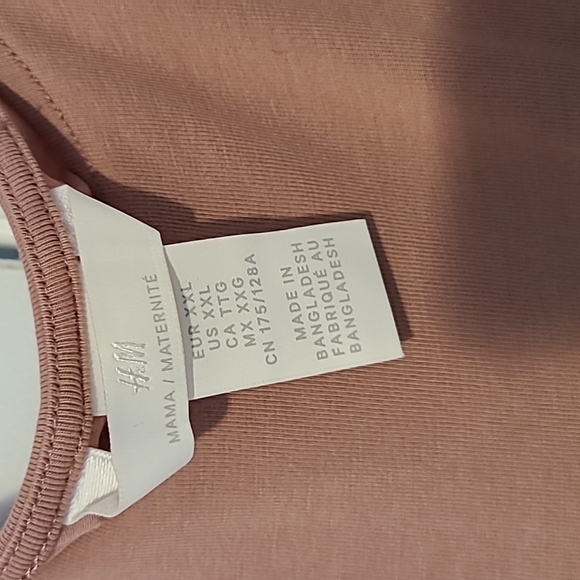 H&M
MAMA / MATERNITÉ
EUR XXL
US XXL
CA TTG
MX XXG
CN 175/128A
MADE IN
BANGLADESH
FABRIQUÉ AU
BANGLADESH